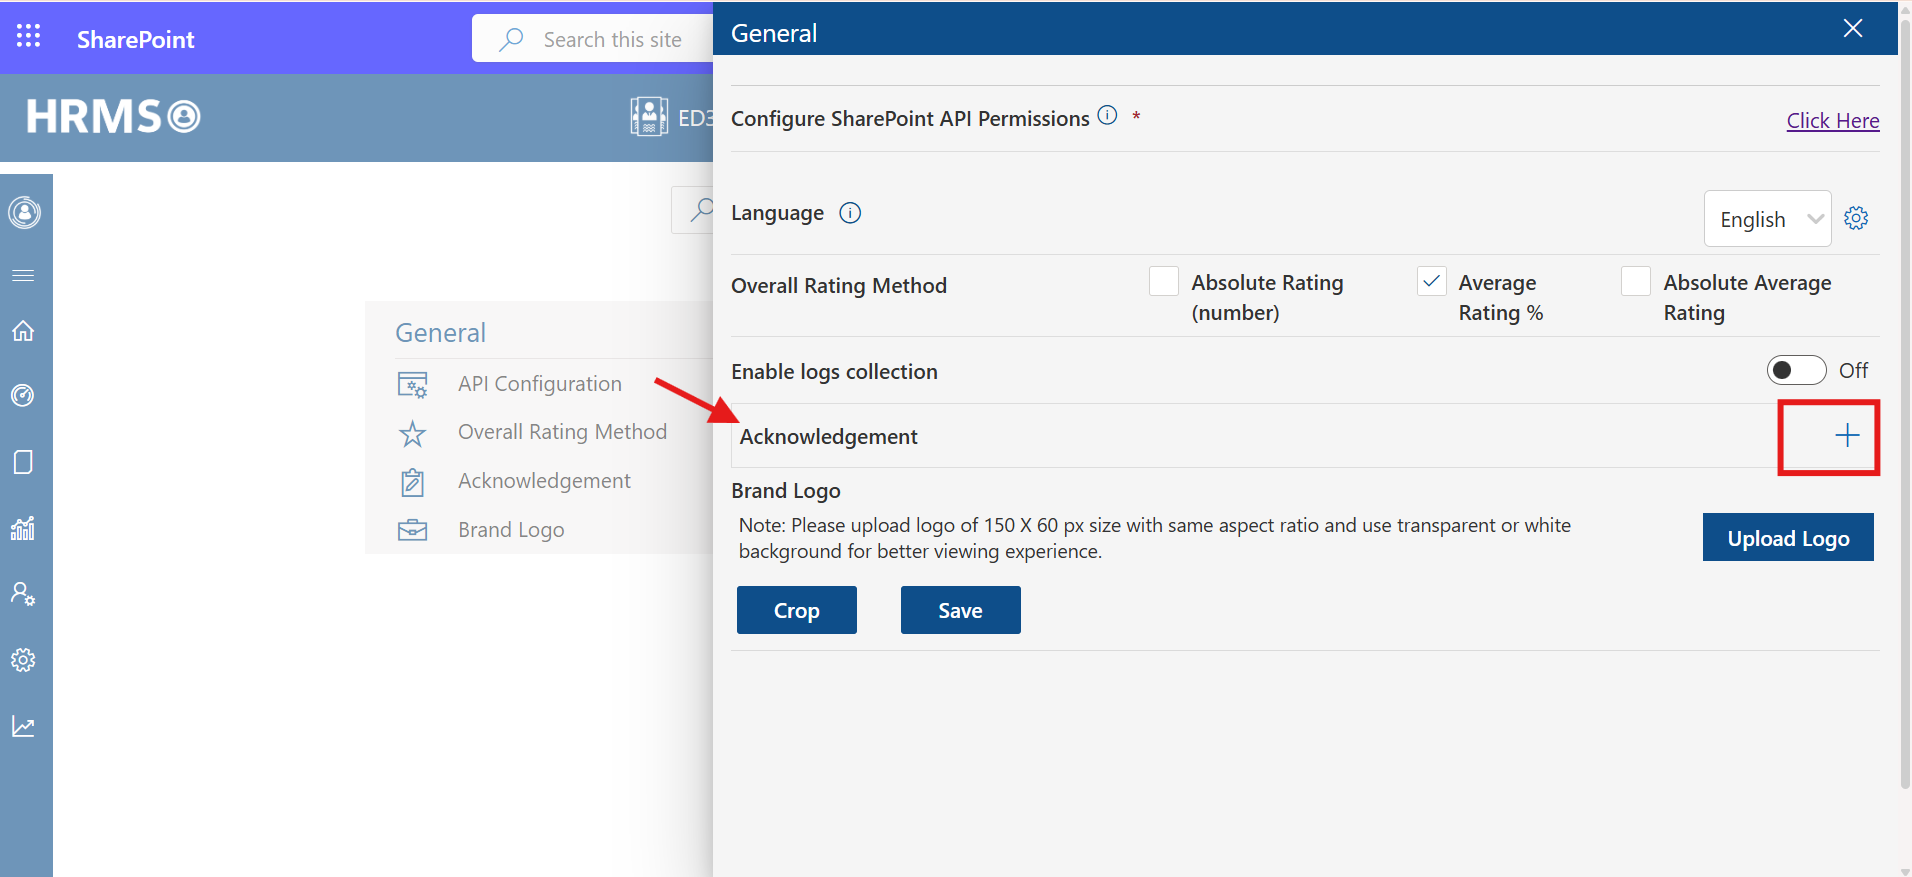 SharePoint
Search this site
HRMS
ED3
General
API Configuration
Overall Rating Method
Acknowledgement
Brand Logo
General
Configure SharePoint API Permissions *
Click Here
Language
English
Overall Rating Method
Absolute Rating
(number)
Average
Rating %
Absolute Average
Rating
Enable logs collection
Off
Acknowledgement
Brand Logo
Note: Please upload logo of 150 X 60 px size with same aspect ratio and use transparent or white
background for better viewing experience.
Upload Logo
Crop
Save